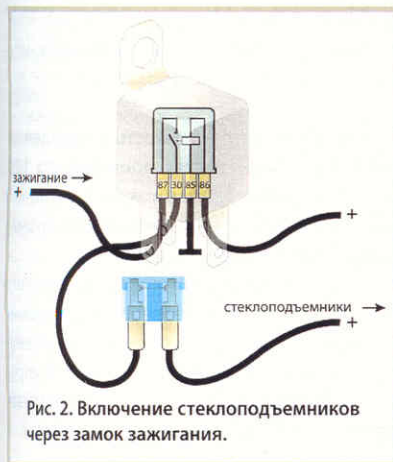 87 30 85 86
зажигание →
+
+
стеклоподъемники →
+
Рис. 2. Включение стеклоподъемников
через замок зажигания.